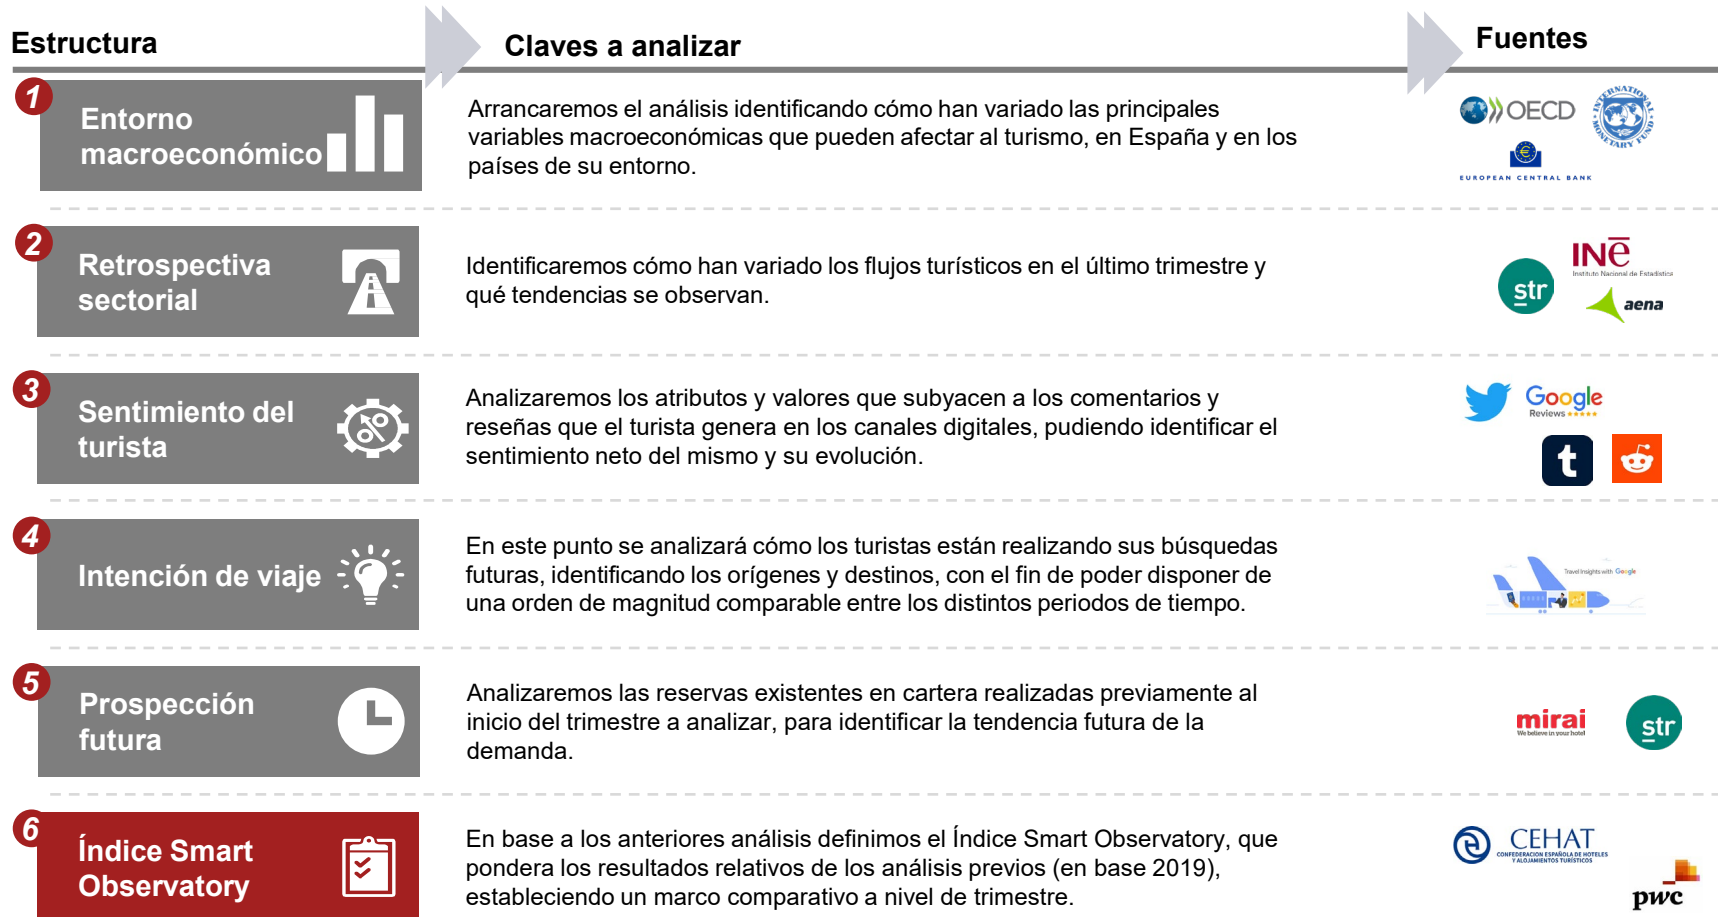 Estructura
Claves a analizar
Fuentes
1
Entorno
macroeconómico
Arrancaremos el análisis identificando cómo han variado las principales
variables macroeconómicas que pueden afectar al turismo, en España y en los
países de su entorno.
OECD
INTERNATIONAL
MONETARY FUND
EUROPEAN CENTRAL BANK
2
Retrospectiva
sectorial
Identificaremos cómo han variado los flujos turísticos en el último trimestre y
qué tendencias se observan.
INē
Instituto Nacional de Estadística
str
aena
3
Sentimiento del
turista
Analizaremos los atributos y valores que subyacen a los comentarios y
reseñas que el turista genera en los canales digitales, pudiendo identificar el
sentimiento neto del mismo y su evolución.
Google
Reviews
t
4
Intención de viaje
En este punto se analizará cómo los turistas están realizando sus búsquedas
futuras, identificando los orígenes y destinos, con el fin de poder disponer de
una orden de magnitud comparable entre los distintos periodos de tiempo.
Travel Insights with Google
5
Prospección
futura
Analizaremos las reservas existentes en cartera realizadas previamente al
inicio del trimestre a analizar, para identificar la tendencia futura de la
demanda.
mirai
We believe in your hotel
str
6
Índice Smart
Observatory
En base a los anteriores análisis definimos el Índice Smart Observatory, que
pondera los resultados relativos de los análisis previos (en base 2019),
estableciendo un marco comparativo a nivel de trimestre.
CEHAT
CONFEDERACION ESPAÑOLA DE HOTELES
Y ALOJAMIENTOS TURÍSTICOS
pwc